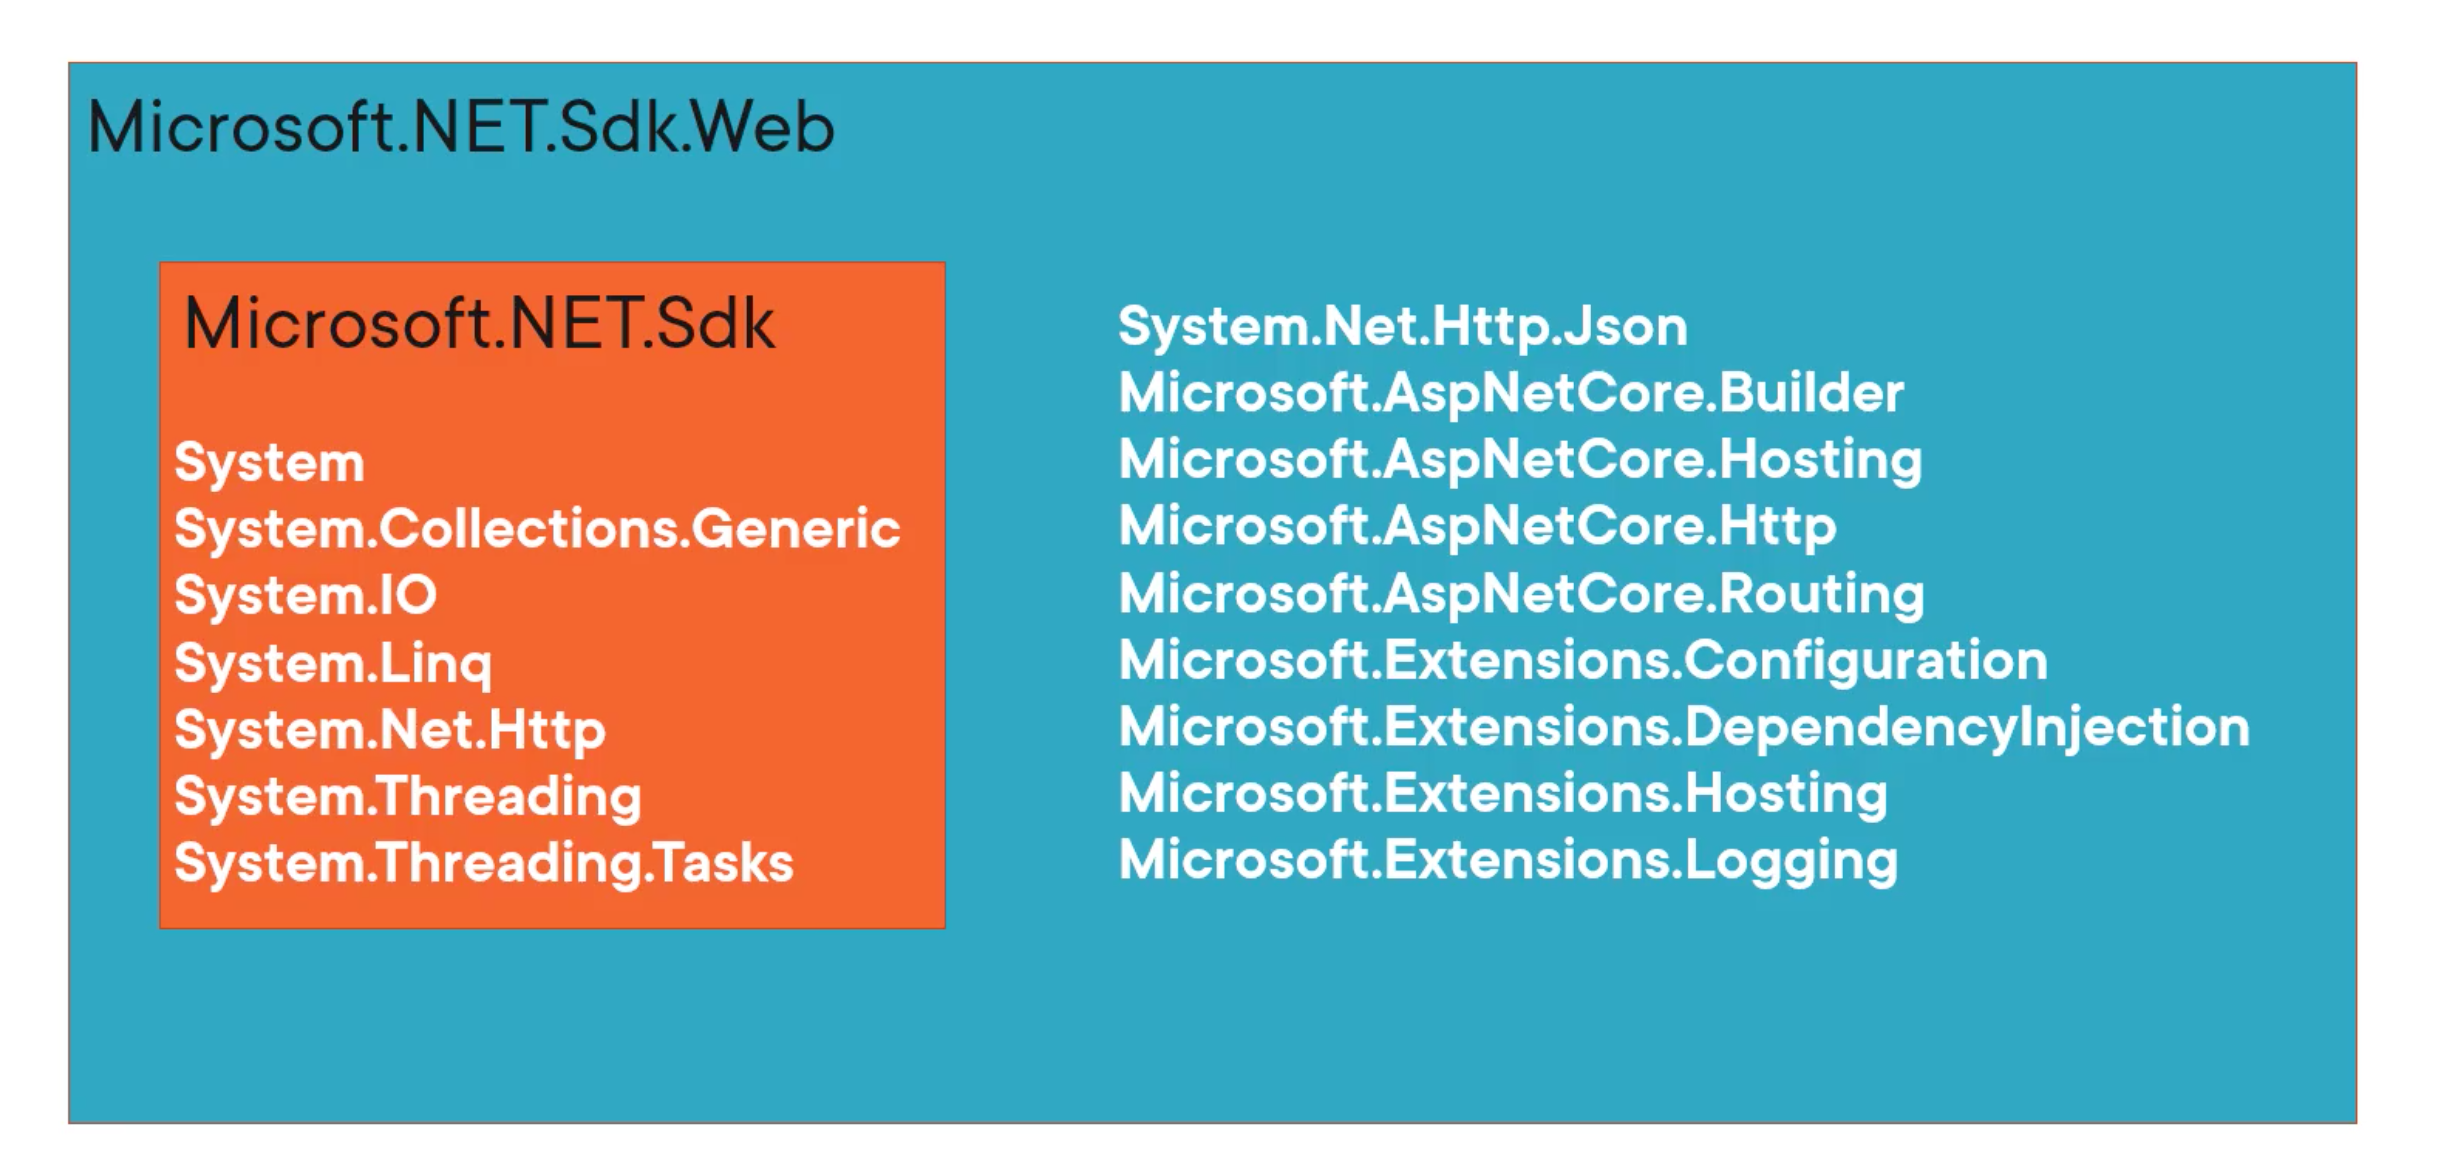 Microsoft.NET.Sdk.Web
Microsoft.NET.Sdk
System
System.Collections.Generic
System.IO
System.Linq
System.Net.Http
System.Threading
System.Threading.Tasks
System.Net.Http.Json
Microsoft.AspNetCore.Builder
Microsoft.AspNetCore.Hosting
Microsoft.AspNetCore.Http
Microsoft.AspNetCore.Routing
Microsoft.Extensions.Configuration
Microsoft.Extensions.DependencyInjection
Microsoft.Extensions.Hosting
Microsoft.Extensions.Logging